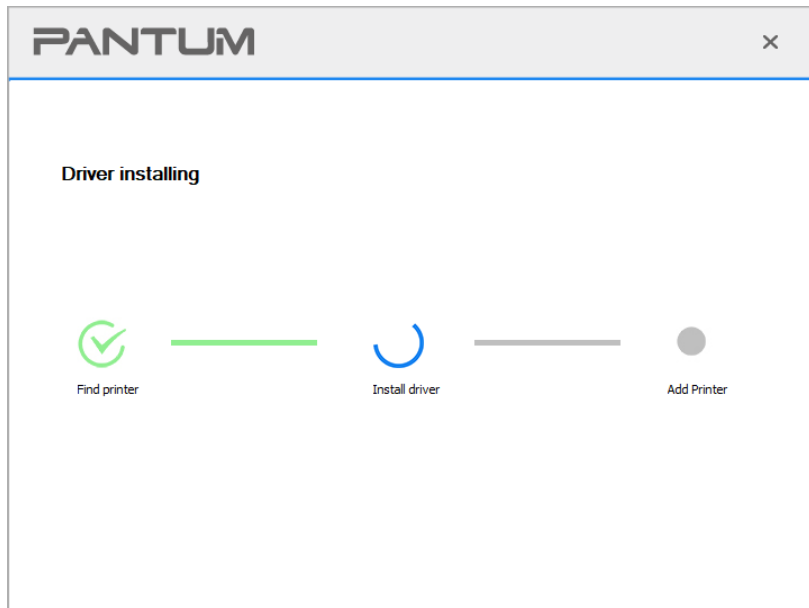 PANTUM
Driver installing
Find printer
Install driver
Add Printer